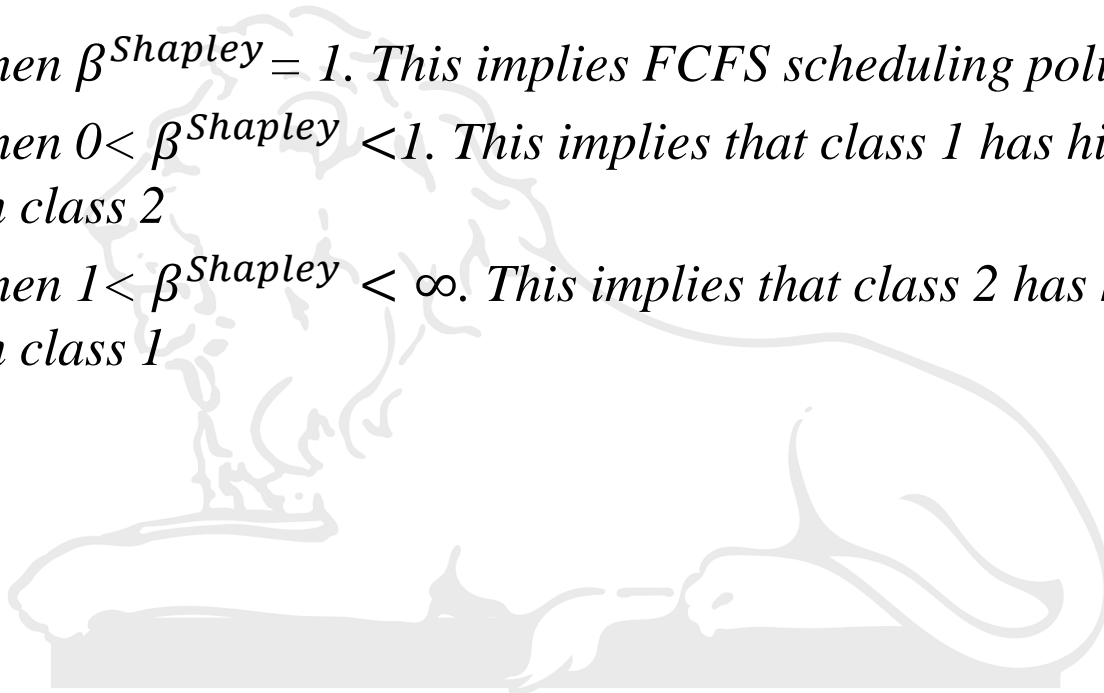 hen β^Shapley = 1. This implies FCFS scheduling poli
hen 0< β^Shapley <1. This implies that class 1 has hi
class 2
hen 1< β^Shapley < ∞. This implies that class 2 has
class 1